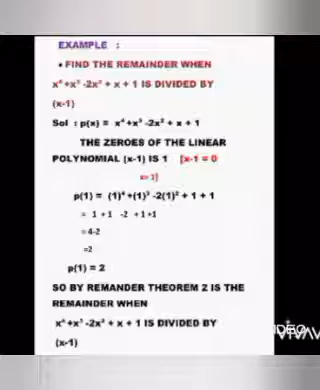 EXAMPLE :
• FIND THE REMAINDER WHEN
x⁴+x³ -2x² + x + 1 IS DIVIDED BY
(x-1)
Sol : p(x) = x⁴+x³ -2x² + x + 1
THE ZEROES OF THE LINEAR
POLYNOMIAL (x-1) IS 1 [x-1 = 0
x= 1]
p(1) = (1)⁴ +(1)³ -2(1)² + 1 + 1
= 1 + 1 -2 +1+1
= 4-2
=2
p(1) = 2
SO BY REMANDER THEOREM 2 IS THE
REMAINDER WHEN
x⁴+x³ -2x² + x + 1 IS DIVIDED BY
(x-1)